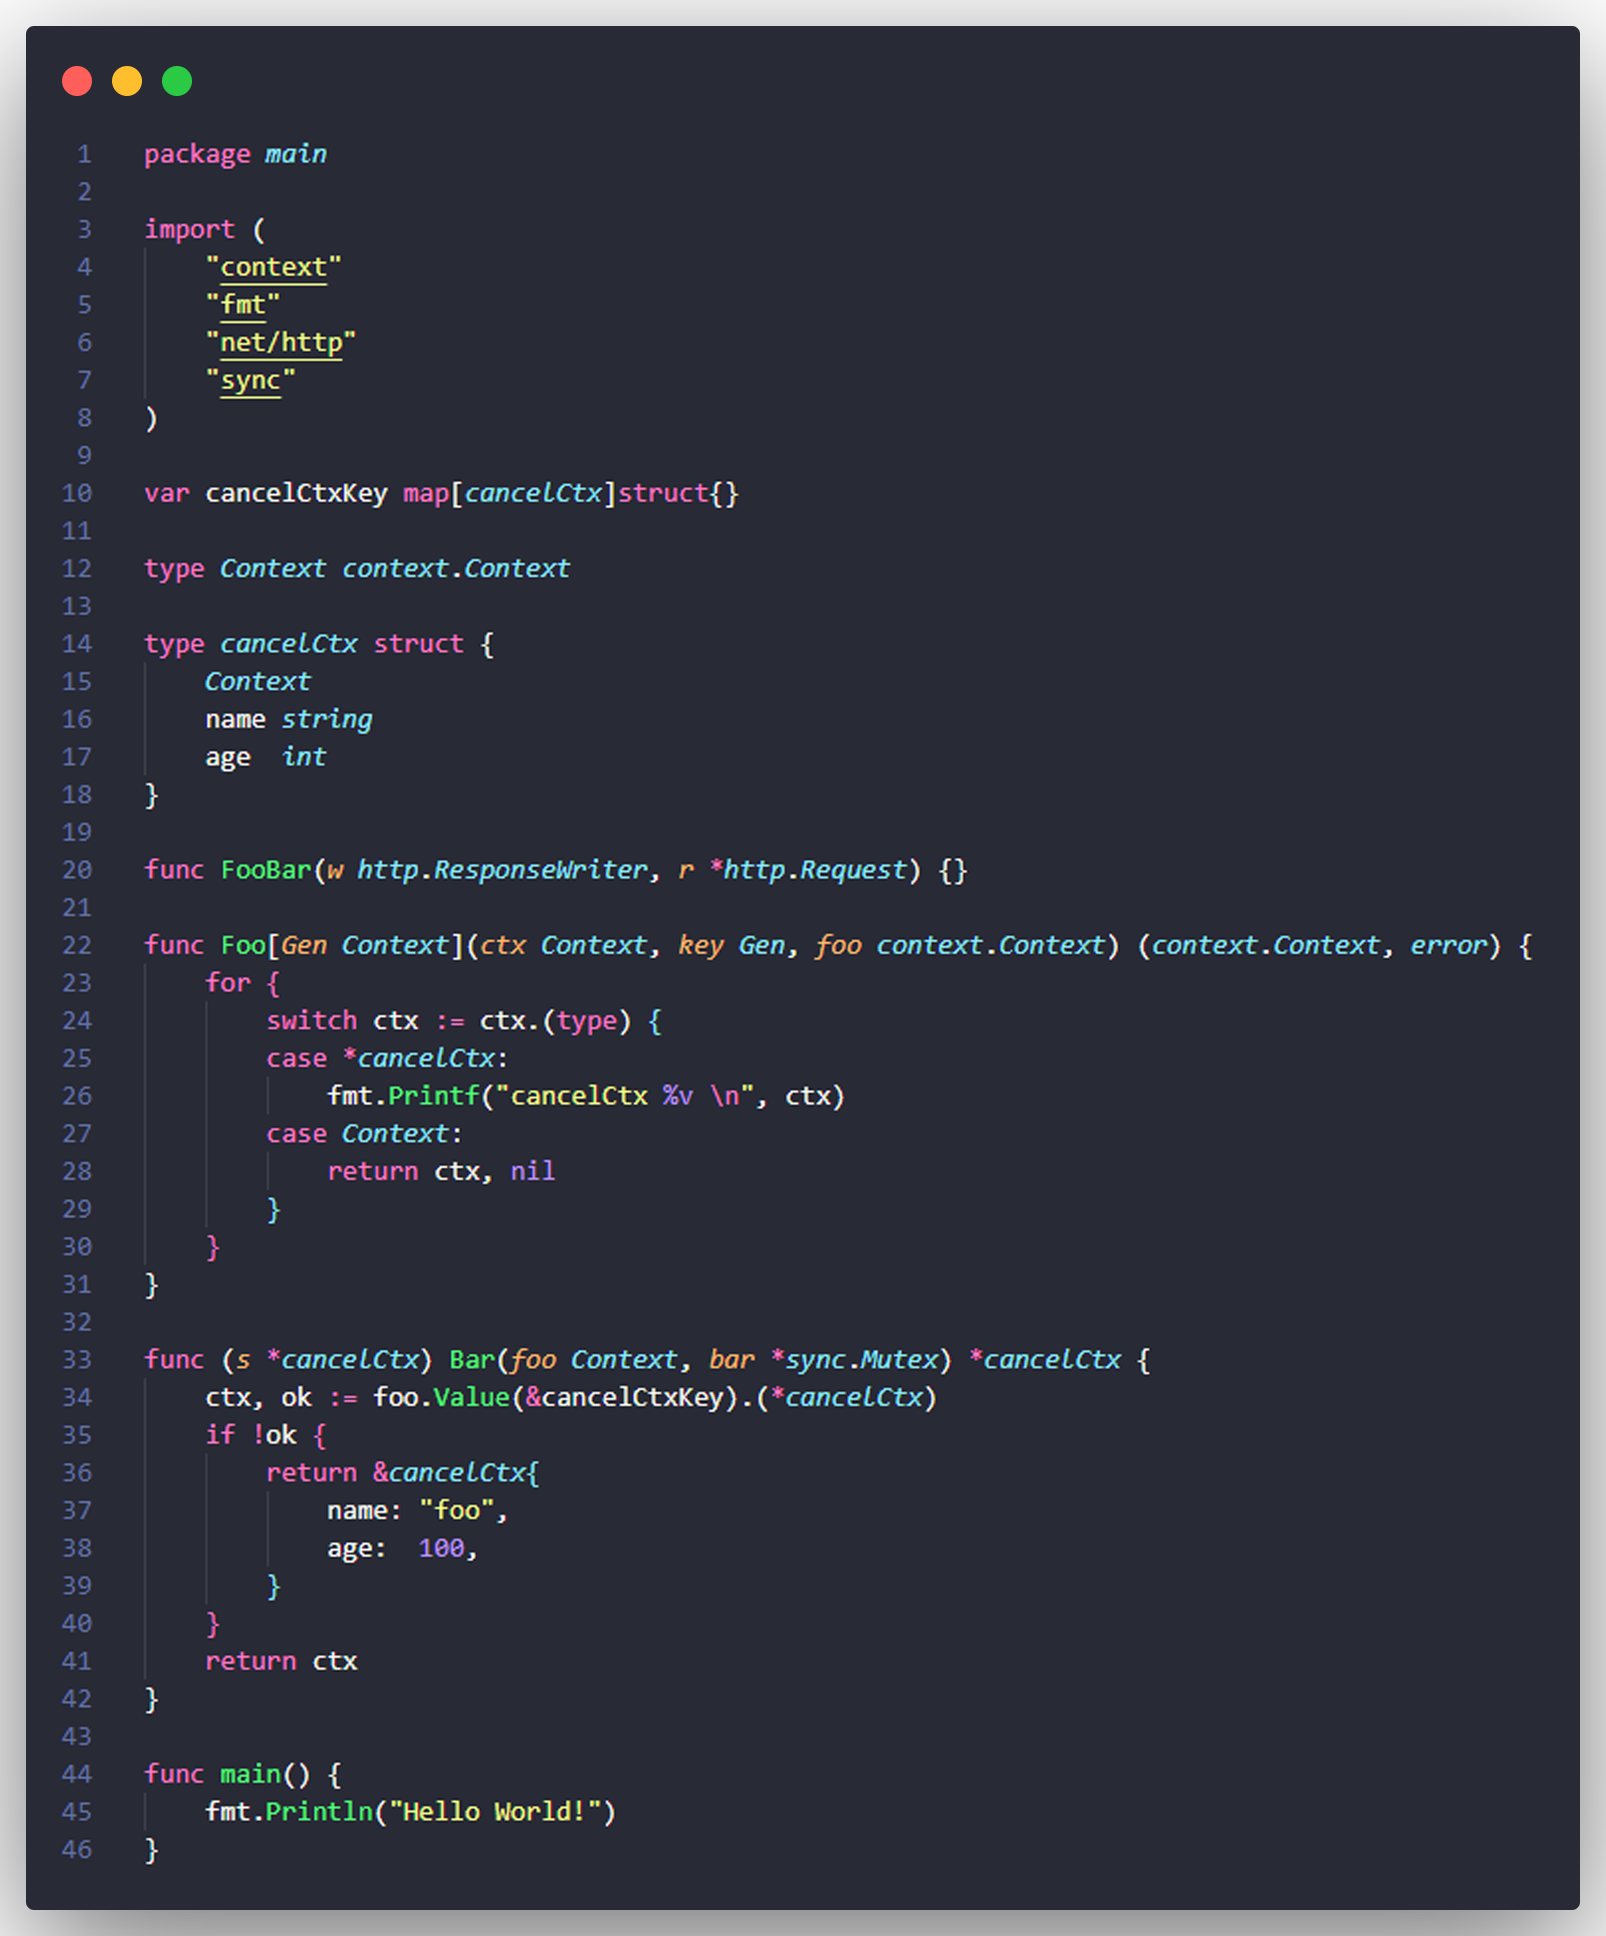 1 package main
2
3 import (
4     "context"
5     "fmt"
6     "net/http"
7     "sync"
8 )
9
10 var cancelCtxKey map[cancelCtx]struct{}
11
12 type Context context.Context
13
14 type cancelCtx struct {
15     Context
16     name string
17     age  int
18 }
19
20 func FooBar(w http.ResponseWriter, r *http.Request) {}
21
22 func Foo[Gen Context](ctx Context, key Gen, foo context.Context) (context.Context, error) {
23     for {
24         switch ctx := ctx.(type) {
25         case *cancelCtx:
26             fmt.Printf("cancelCtx %v \n", ctx)
27         case Context:
28             return ctx, nil
29         }
30     }
31 }
32
33 func (s *cancelCtx) Bar(foo Context, bar *sync.Mutex) *cancelCtx {
34     ctx, ok := foo.Value(&cancelCtxKey).(*cancelCtx)
35     if !ok {
36         return &cancelCtx{
37             name: "foo",
38             age:  100,
39         }
40     }
41     return ctx
42 }
43
44 func main() {
45     fmt.Println("Hello World!")
46 }